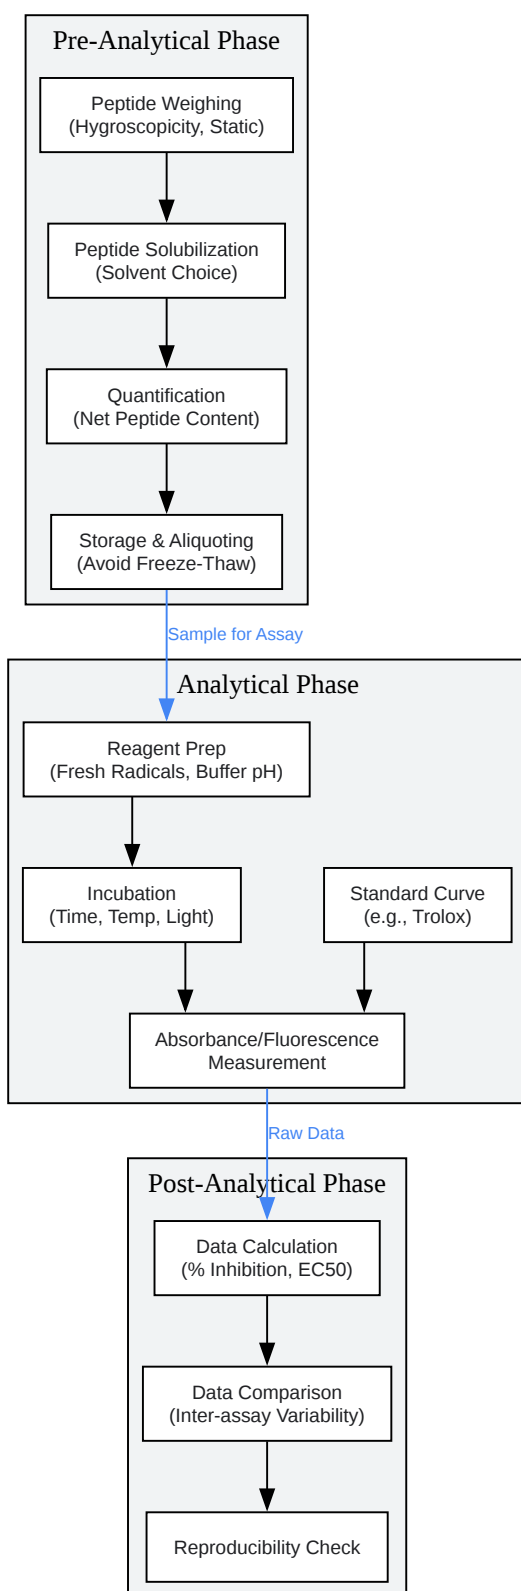 Pre-Analytical Phase
Peptide Weighing
(Hygroscopicity, Static)
Peptide Solubilization
(Solvent Choice)
Quantification
(Net Peptide Content)
Storage & Aliquoting
(Avoid Freeze-Thaw)
Sample for Assay
Analytical Phase
Reagent Prep
(Fresh Radicals, Buffer pH)
Incubation
(Time, Temp, Light)
Standard Curve
(e.g., Trolox)
Absorbance/Fluorescence
Measurement
Raw Data
Post-Analytical Phase
Data Calculation
(% Inhibition, EC50)
Data Comparison
(Inter-assay Variability)
Reproducibility Check